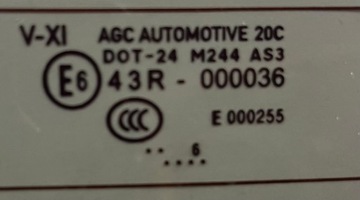 V-XI AGC AUTOMOTIVE 20C
DOT-24 M244 AS3
E6 43R - 000036
CCC E 000255
.. 6
....